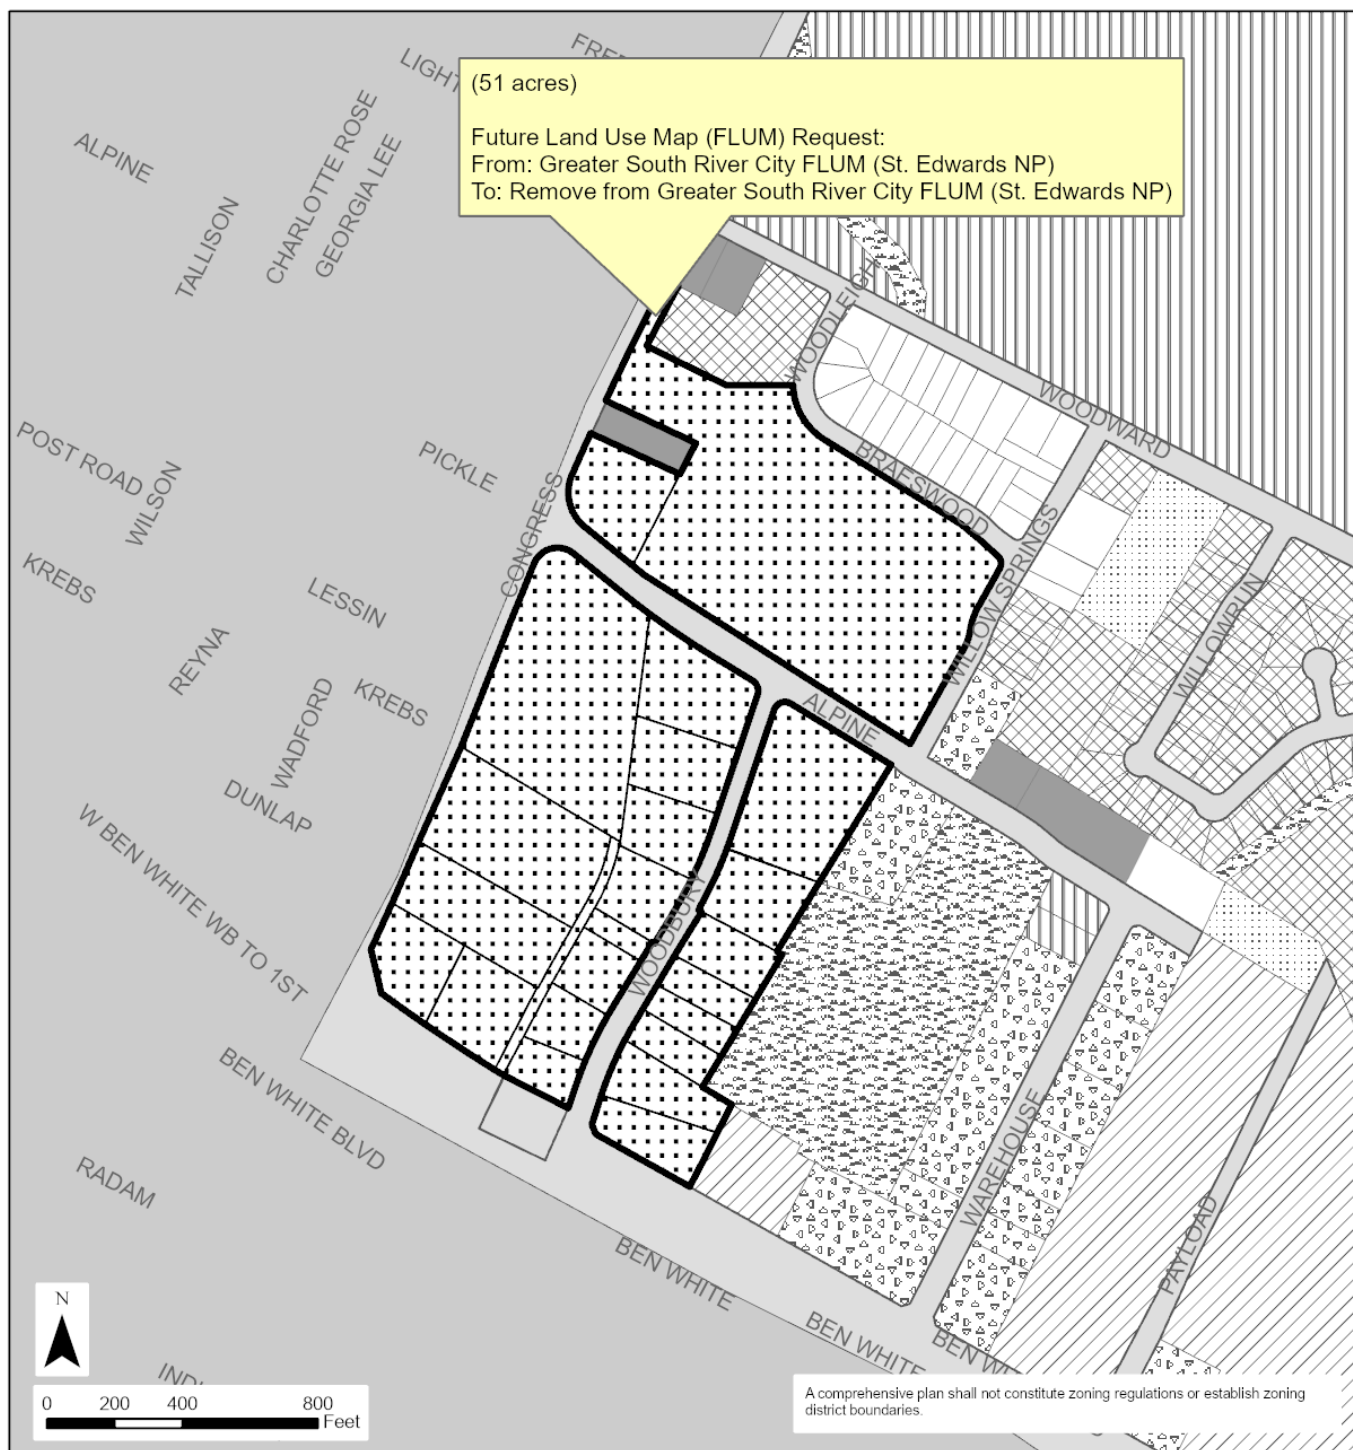 FRE
LIGHT
(51 acres)
Future Land Use Map (FLUM) Request:
From: Greater South River City FLUM (St. Edwards NP)
To: Remove from Greater South River City FLUM (St. Edwards NP)
ALPINE
CHARLOTTE ROSE
GEORGIA LEE
TALLISON
WOODLEIGH
WOODWARD
POST ROAD
WILSON
PICKLE
CONGRESS
BRAESWOOD
WILLOW SPRINGS
WILLOWRUN
KREBS
LESSIN
REYNA
KREBS
WADFORD
ALPINE
DUNLAP
W BEN WHITE WB TO 1ST
WOODBURY
BEN WHITE BLVD
WAREHOUSE
PAYLOAD
RADAM
BEN WHITE
BEN WHITE
BEN W
N
INDI
0 200 400 800
Feet
A comprehensive plan shall not constitute zoning regulations or establish zoning
district boundaries.